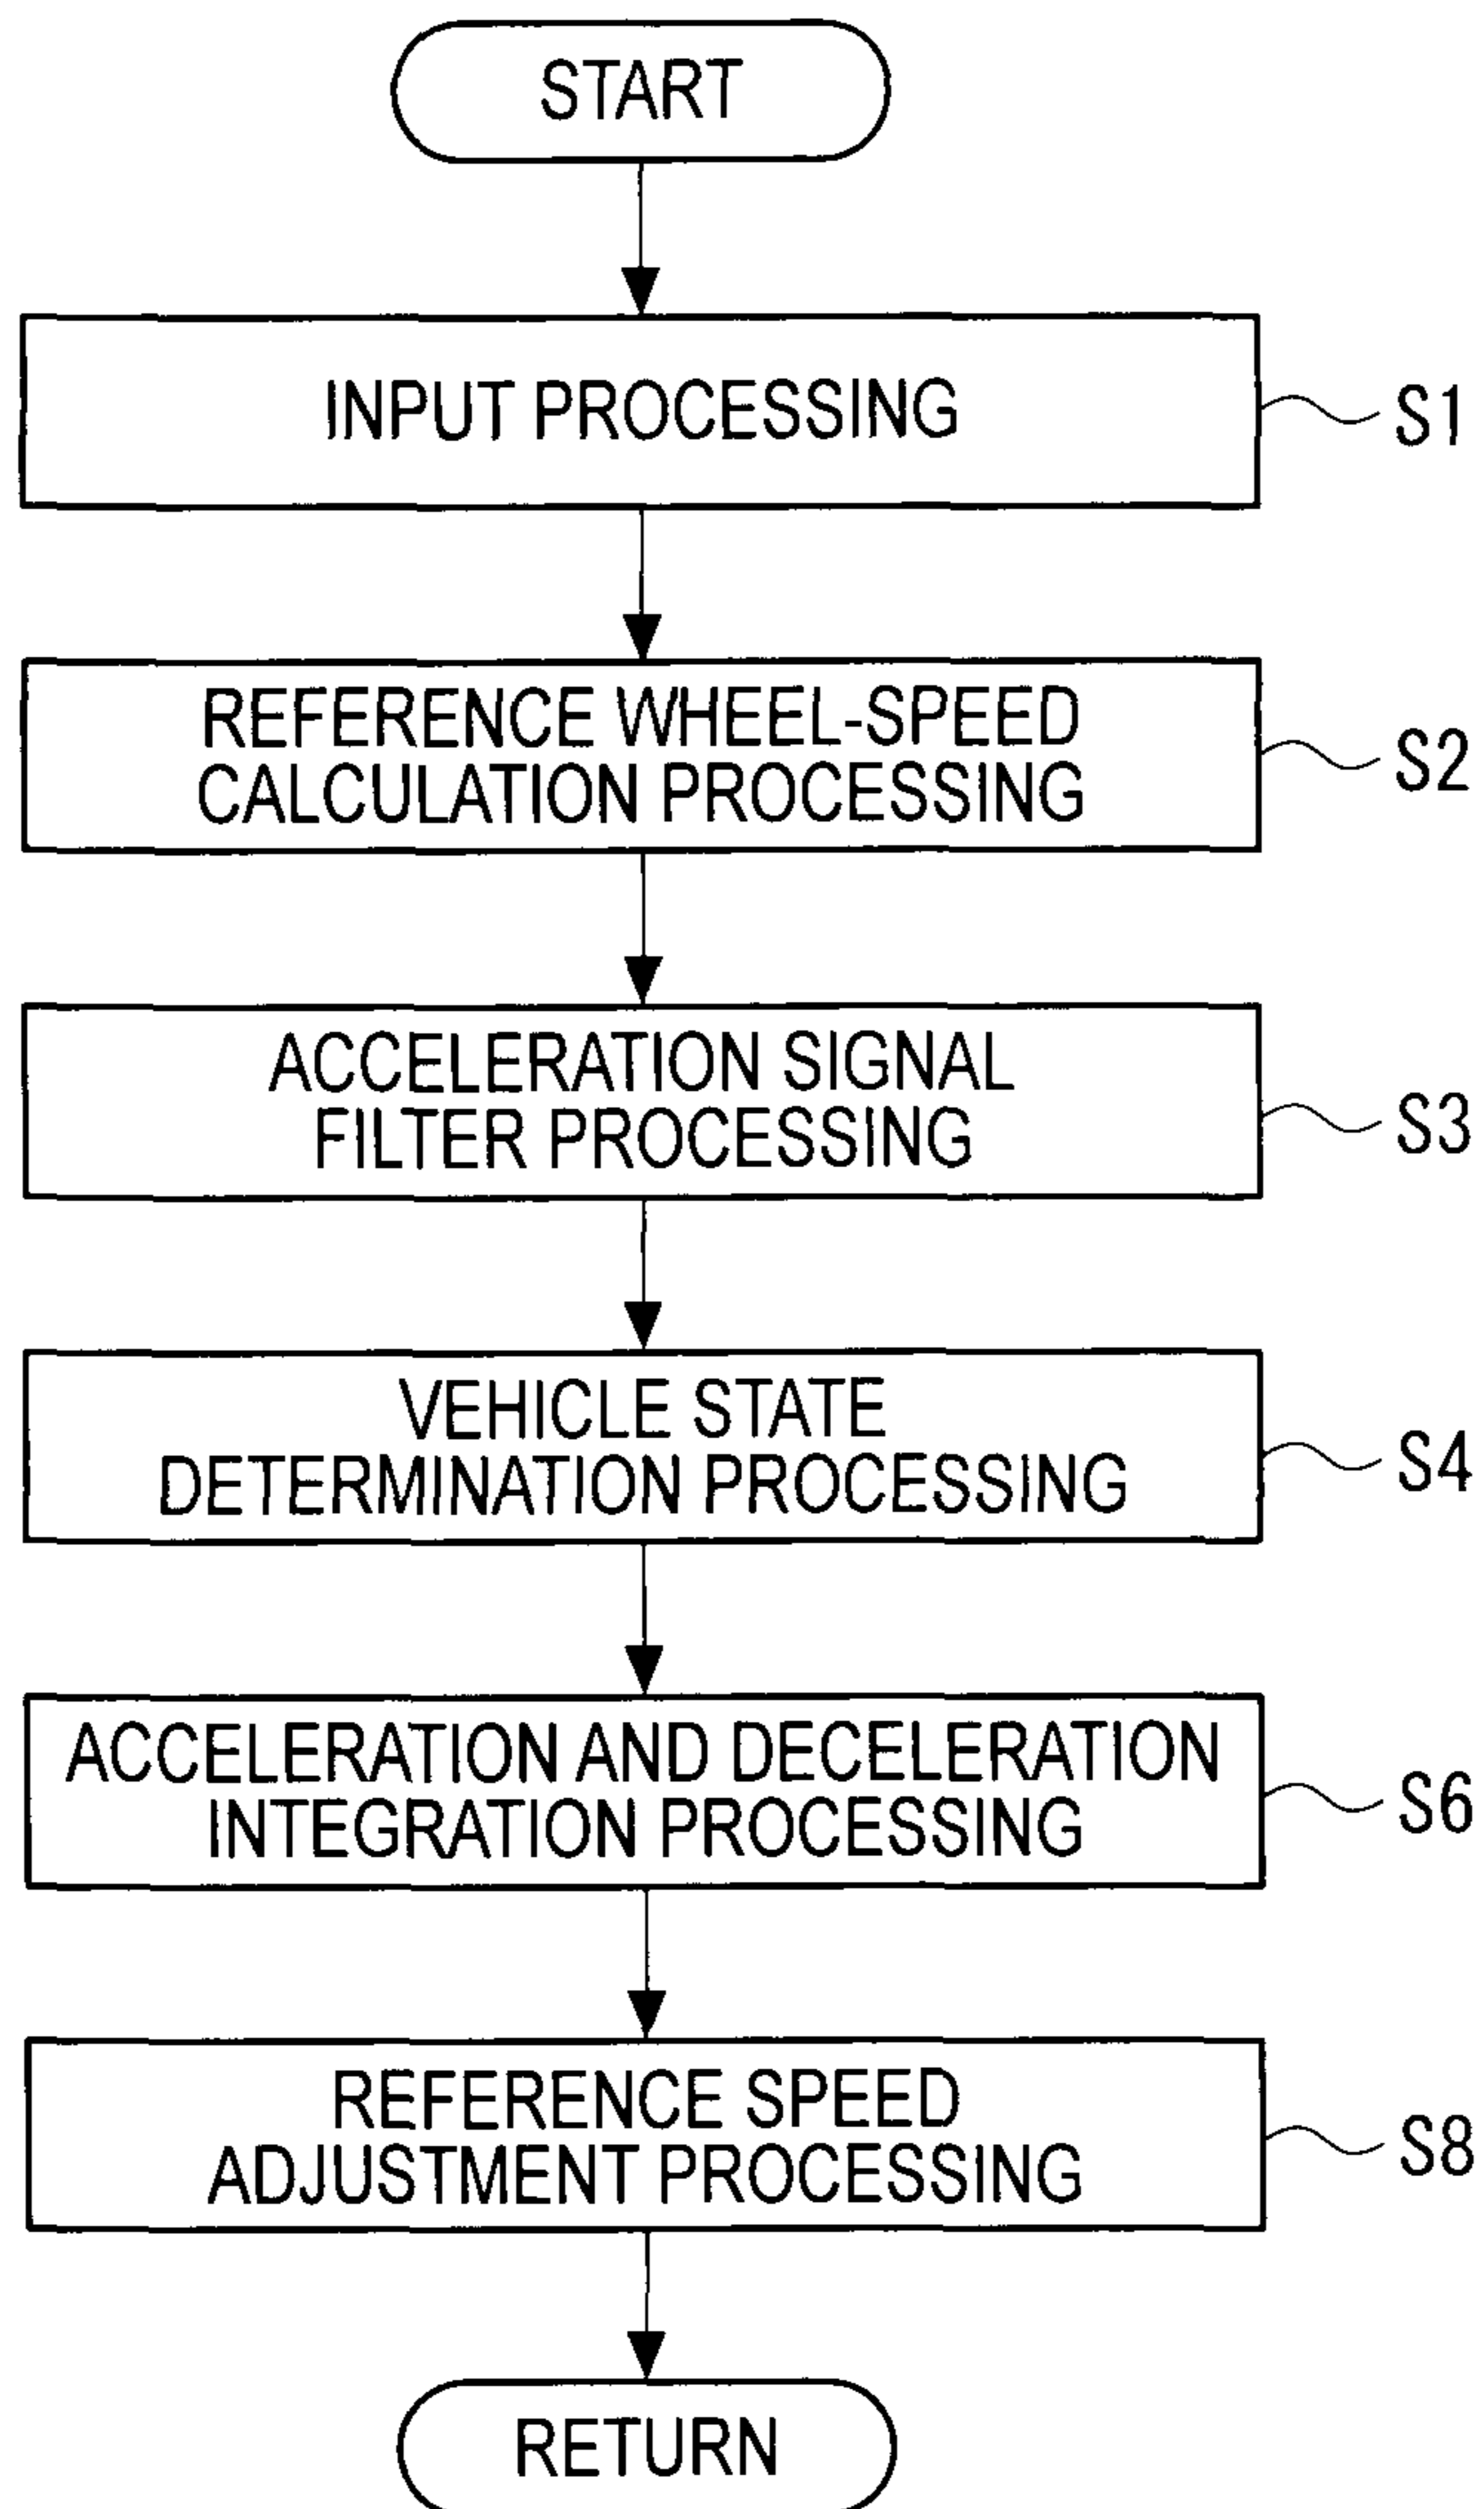 START
INPUT PROCESSING
S1
REFERENCE WHEEL-SPEED
CALCULATION PROCESSING
S2
ACCELERATION SIGNAL
FILTER PROCESSING
S3
VEHICLE STATE
DETERMINATION PROCESSING
S4
ACCELERATION AND DECELERATION
INTEGRATION PROCESSING
S6
REFERENCE SPEED
ADJUSTMENT PROCESSING
S8
RETURN